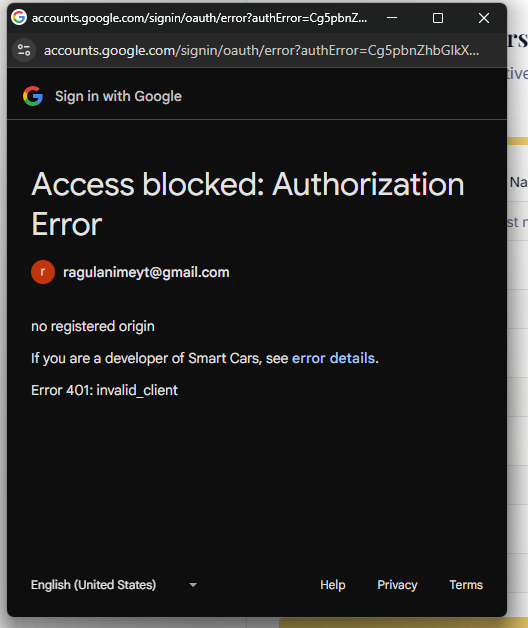 accounts.google.com/signin/oauth/error?authError=Cg5pbnZ...
accounts.google.com/signin/oauth/error?authError=Cg5pbnZhbGlkX...
Sign in with Google
Access blocked: Authorization
Error
r
ragulanimeyt@gmail.com
no registered origin
If you are a developer of Smart Cars, see error details.
Error 401: invalid_client
English (United States)
Help
Privacy
Terms
rs
tive
Na
st n